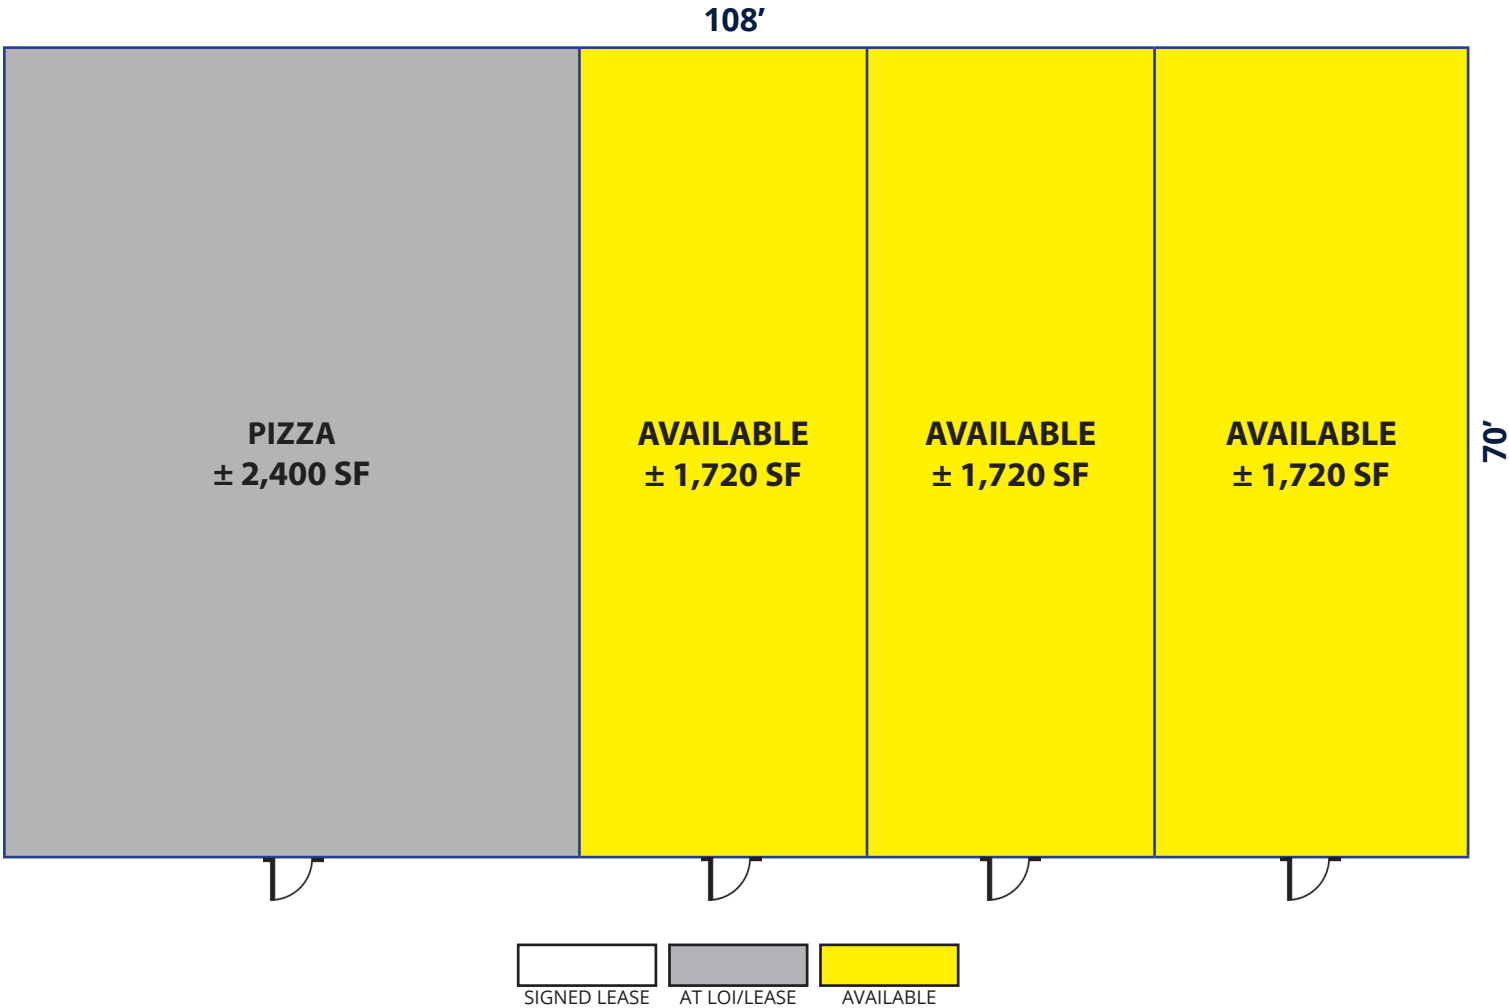 108’
PIZZA
± 2,400 SF
AVAILABLE
± 1,720 SF
AVAILABLE
± 1,720 SF
AVAILABLE
± 1,720 SF
70’
SIGNED LEASE
AT LOI/LEASE
AVAILABLE